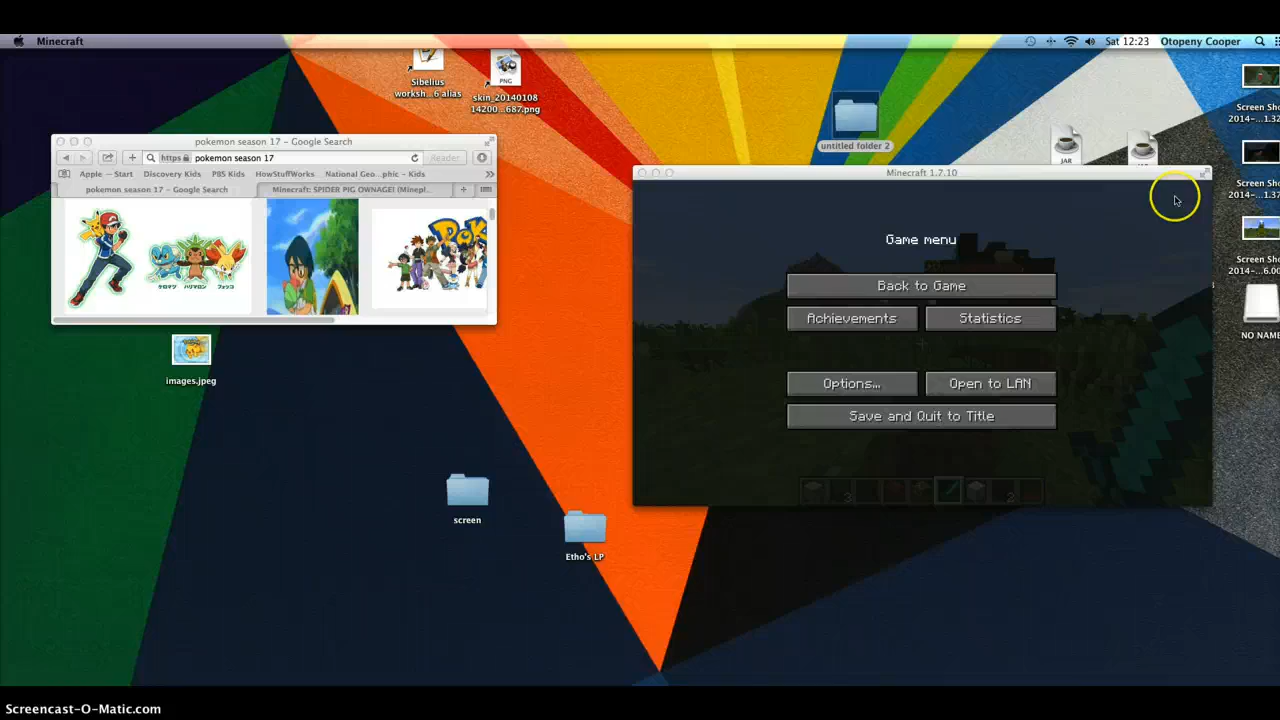 Minecraft
Sat 12:23
Otopeny Cooper
Sibelius
worksh...6 alias
PNG
skin_20140108
14200...687.png
untitled folder 2
JAR
Screen Sho
2014-...1.32
Screen Sho
2014-...1.37
Screen Sho
2014-...6.00
NO NAME
pokemon season 17 – Google Search
https
pokemon season 17
Reader
Apple — Start
Discovery Kids
PBS Kids
HowStuffWorks
National Geo...phic – Kids
pokemon season 17 – Google Search
Minecraft: SPIDER PIG OWNAGE! (Minepl...
images.jpeg
screen
Etho's LP
Minecraft 1.7.10
Game menu
Back to Game
Achievements
Statistics
Options...
Open to LAN
Save and Quit to Title
3
2
Screencast-O-Matic.com